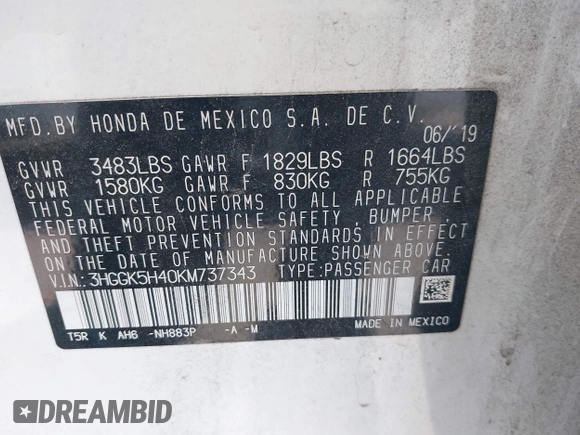 MFD.BY HONDA DE MEXICO S.A. DE C.V.
06/'19
GVWR 3483LBS GAWR F 1829LBS R 1664LBS
GVWR 1580KG GAWR F 830KG R 755KG
THIS VEHICLE CONFORMS TO ALL APPLICABLE
FEDERAL MOTOR VEHICLE SAFETY , BUMPER ,
AND THEFT PREVENTION STANDARDS IN EFFECT
ON THE DATE OF MANUFACTURE SHOWN ABOVE.
V.I.N.: 3HGGK5H40KM737343 TYPE:PASSENGER CAR
T5R K AH6 -NH883P -A -M
MADE IN MEXICO
DREAMBID